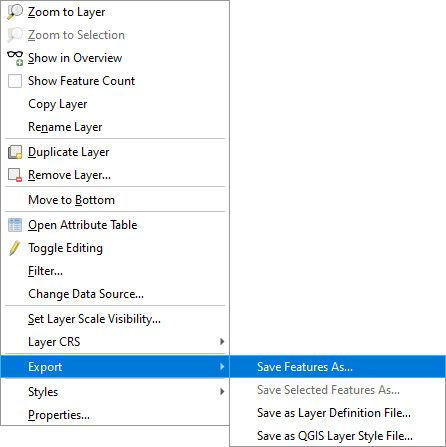 Zoom to Layer
Zoom to Selection
Show in Overview
Show Feature Count
Copy Layer
Rename Layer
Duplicate Layer
Remove Layer...
Move to Bottom
Open Attribute Table
Toggle Editing
Filter...
Change Data Source...
Set Layer Scale Visibility...
Layer CRS
Export
Styles
Properties...
Save Features As...
Save Selected Features As...
Save as Layer Definition File...
Save as QGIS Layer Style File...